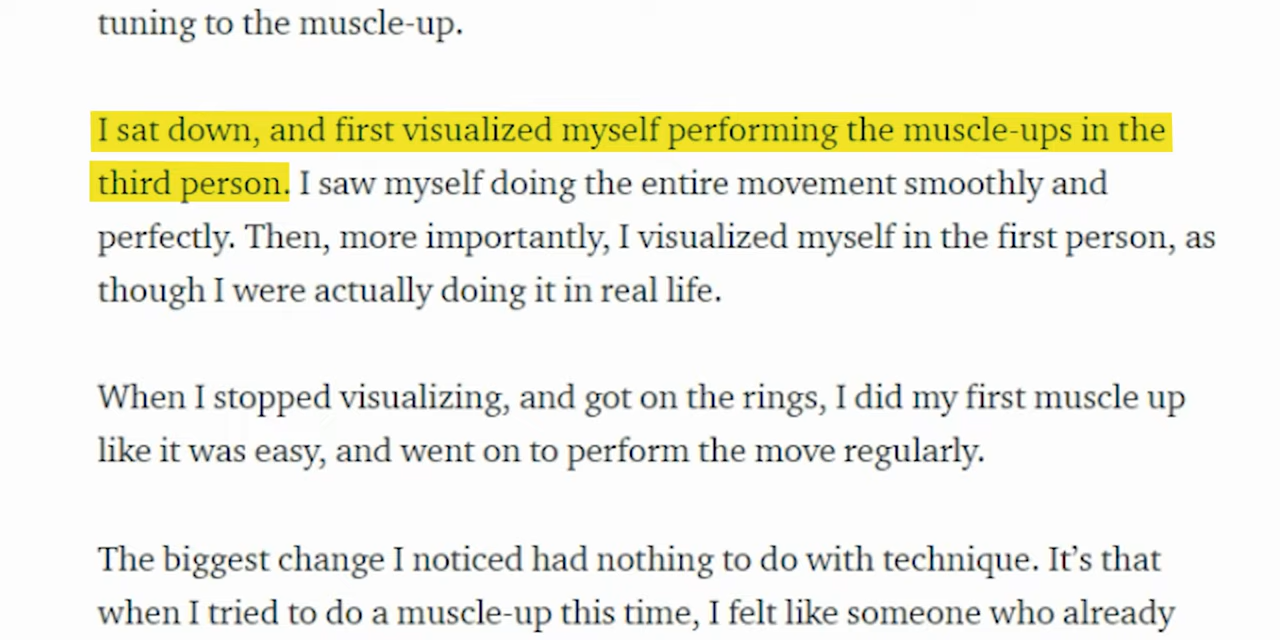 tuning to the muscle-up.
I sat down, and first visualized myself performing the muscle-ups in the
third person. I saw myself doing the entire movement smoothly and
perfectly. Then, more importantly, I visualized myself in the first person, as
though I were actually doing it in real life.
When I stopped visualizing, and got on the rings, I did my first muscle up
like it was easy, and went on to perform the move regularly.
The biggest change I noticed had nothing to do with technique. It’s that
when I tried to do a muscle-up this time, I felt like someone who already